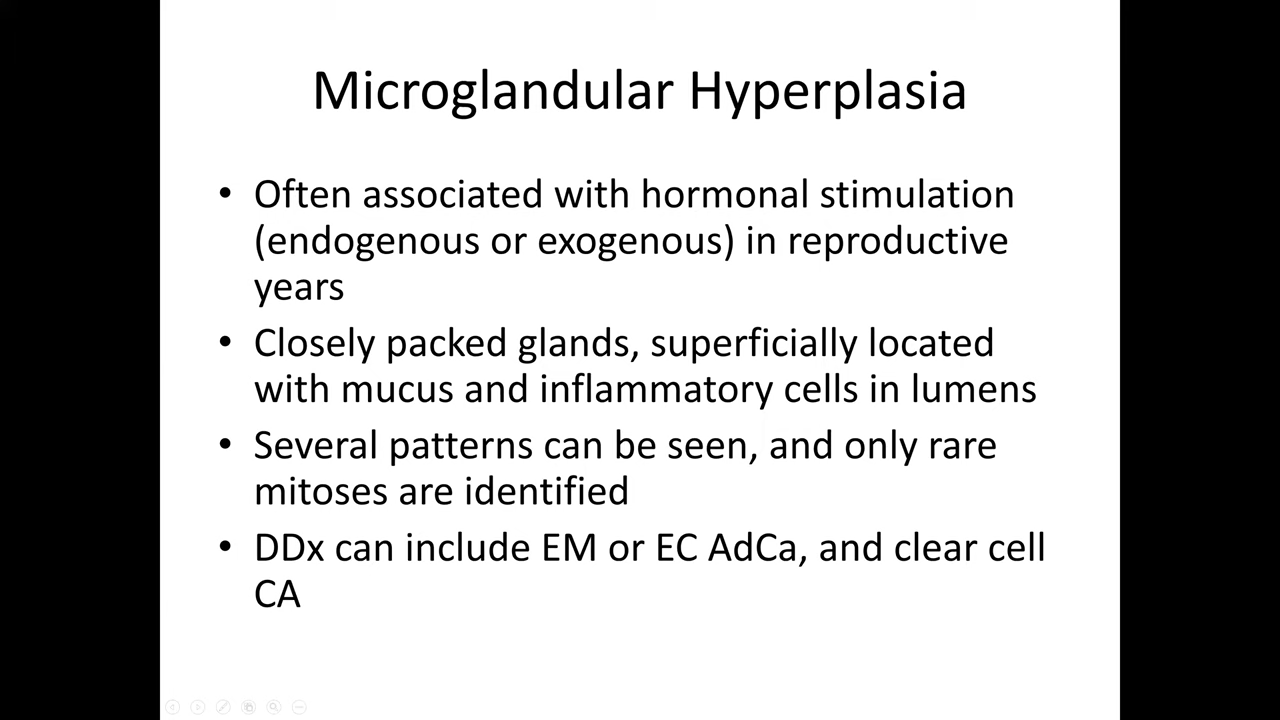 Microglandular Hyperplasia
• Often associated with hormonal stimulation
(endogenous or exogenous) in reproductive
years
• Closely packed glands, superficially located
with mucus and inflammatory cells in lumens
• Several patterns can be seen, and only rare
mitoses are identified
• DDx can include EM or EC AdCa, and clear cell
CA